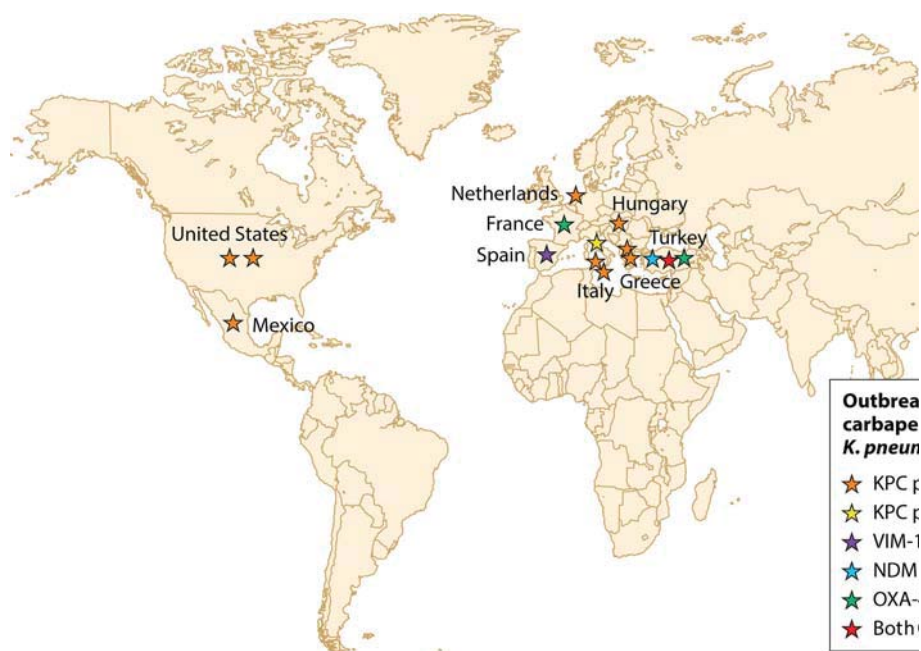 Netherlands
Hungary
France
United States
Turkey
Spain
Greece
Italy
Mexico
Outbrea
carbape
K. pneum
KPC p
KPC p
VIM-1
NDM
OXA-
Both